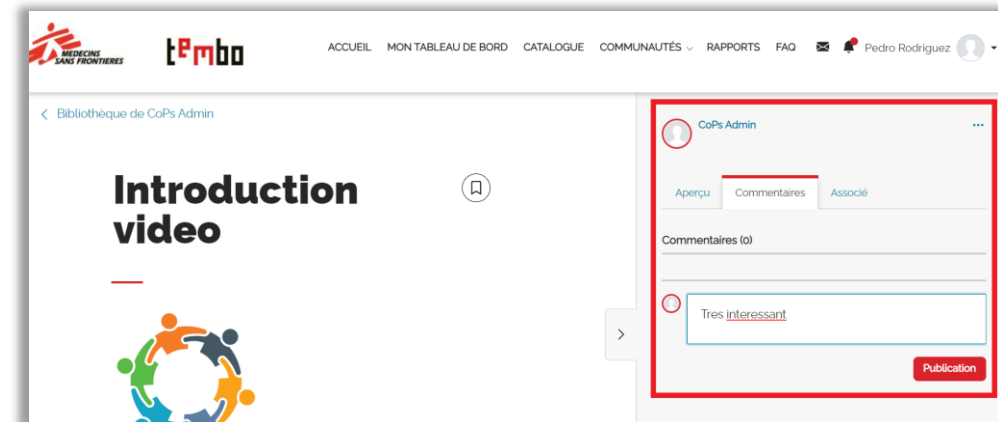 MEDECINS
SANS FRONTIERES
tembo
ACCUEIL MON TABLEAU DE BORD CATALOGUE COMMUNAUTÉS RAPPORTS FAQ Pedro Rodriguez
Bibliothèque de CoPs Admin
Introduction
video
CoPs Admin
Aperçu Commentaires Associé
Commentaires (0)
Tres interessant
Publication